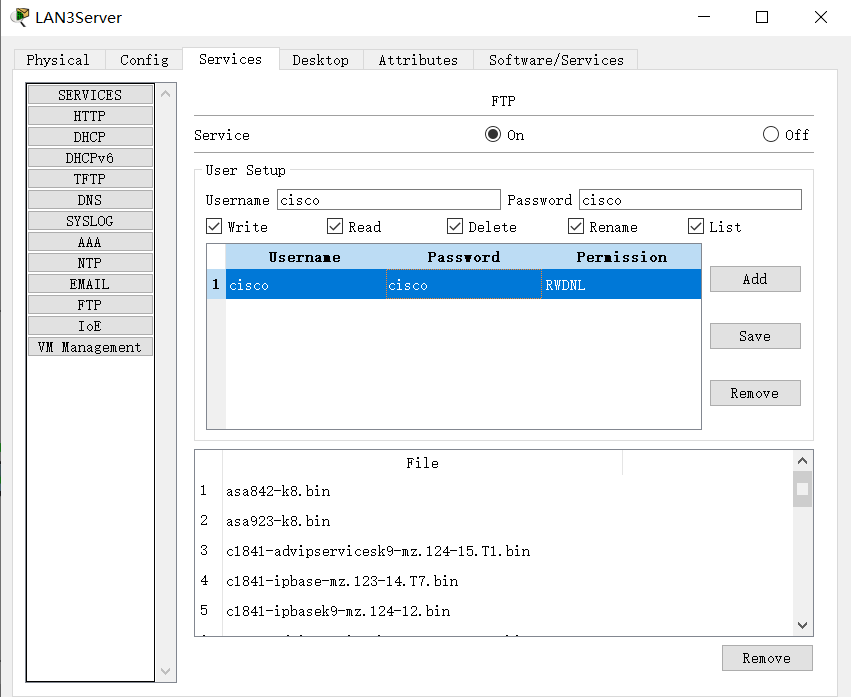 LAN3Server
Physical Config Services Desktop Attributes Software/Services
SERVICES
HTTP
DHCP
DHCPv6
TFTP
DNS
SYSLOG
AAA
NTP
EMAIL
FTP
IoE
VM Management
FTP
Service On Off
User Setup
Username cisco Password cisco
Write Read Delete Rename List
Username Password Permission
1 cisco cisco RWDNL
Add
Save
Remove
File
1 asa842-k8.bin
2 asa923-k8.bin
3 c1841-advipservicesk9-mz.124-15.T1.bin
4 c1841-ipbase-mz.123-14.T7.bin
5 c1841-ipbasek9-mz.124-12.bin
Remove